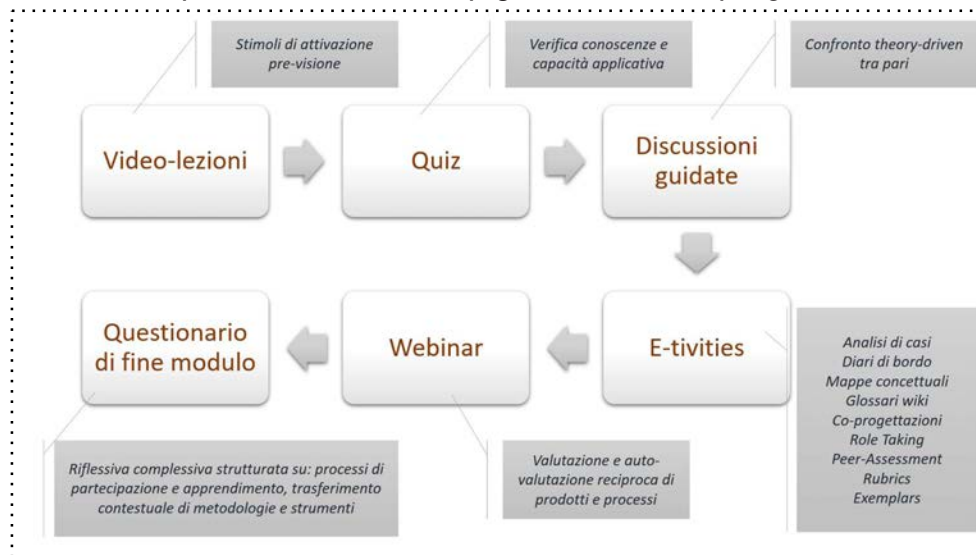 Stimoli di attivazione
pre-visione
Verifica conoscenze e
capacità applicativa
Confronto theory-driven
tra pari
Video-lezioni
Quiz
Discussioni
guidate
Questionario
di fine modulo
Webinar
E-tivities
Analisi di casi
Diari di bordo
Mappe concettuali
Glossari wiki
Co-progettazioni
Role Taking
Peer-Assessment
Rubrics
Exemplars
Riflessiva complessiva strutturata su: processi di
partecipazione e apprendimento, trasferimento
contestuale di metodologie e strumenti
Valutazione e auto-
valutazione reciproca di
prodotti e processi